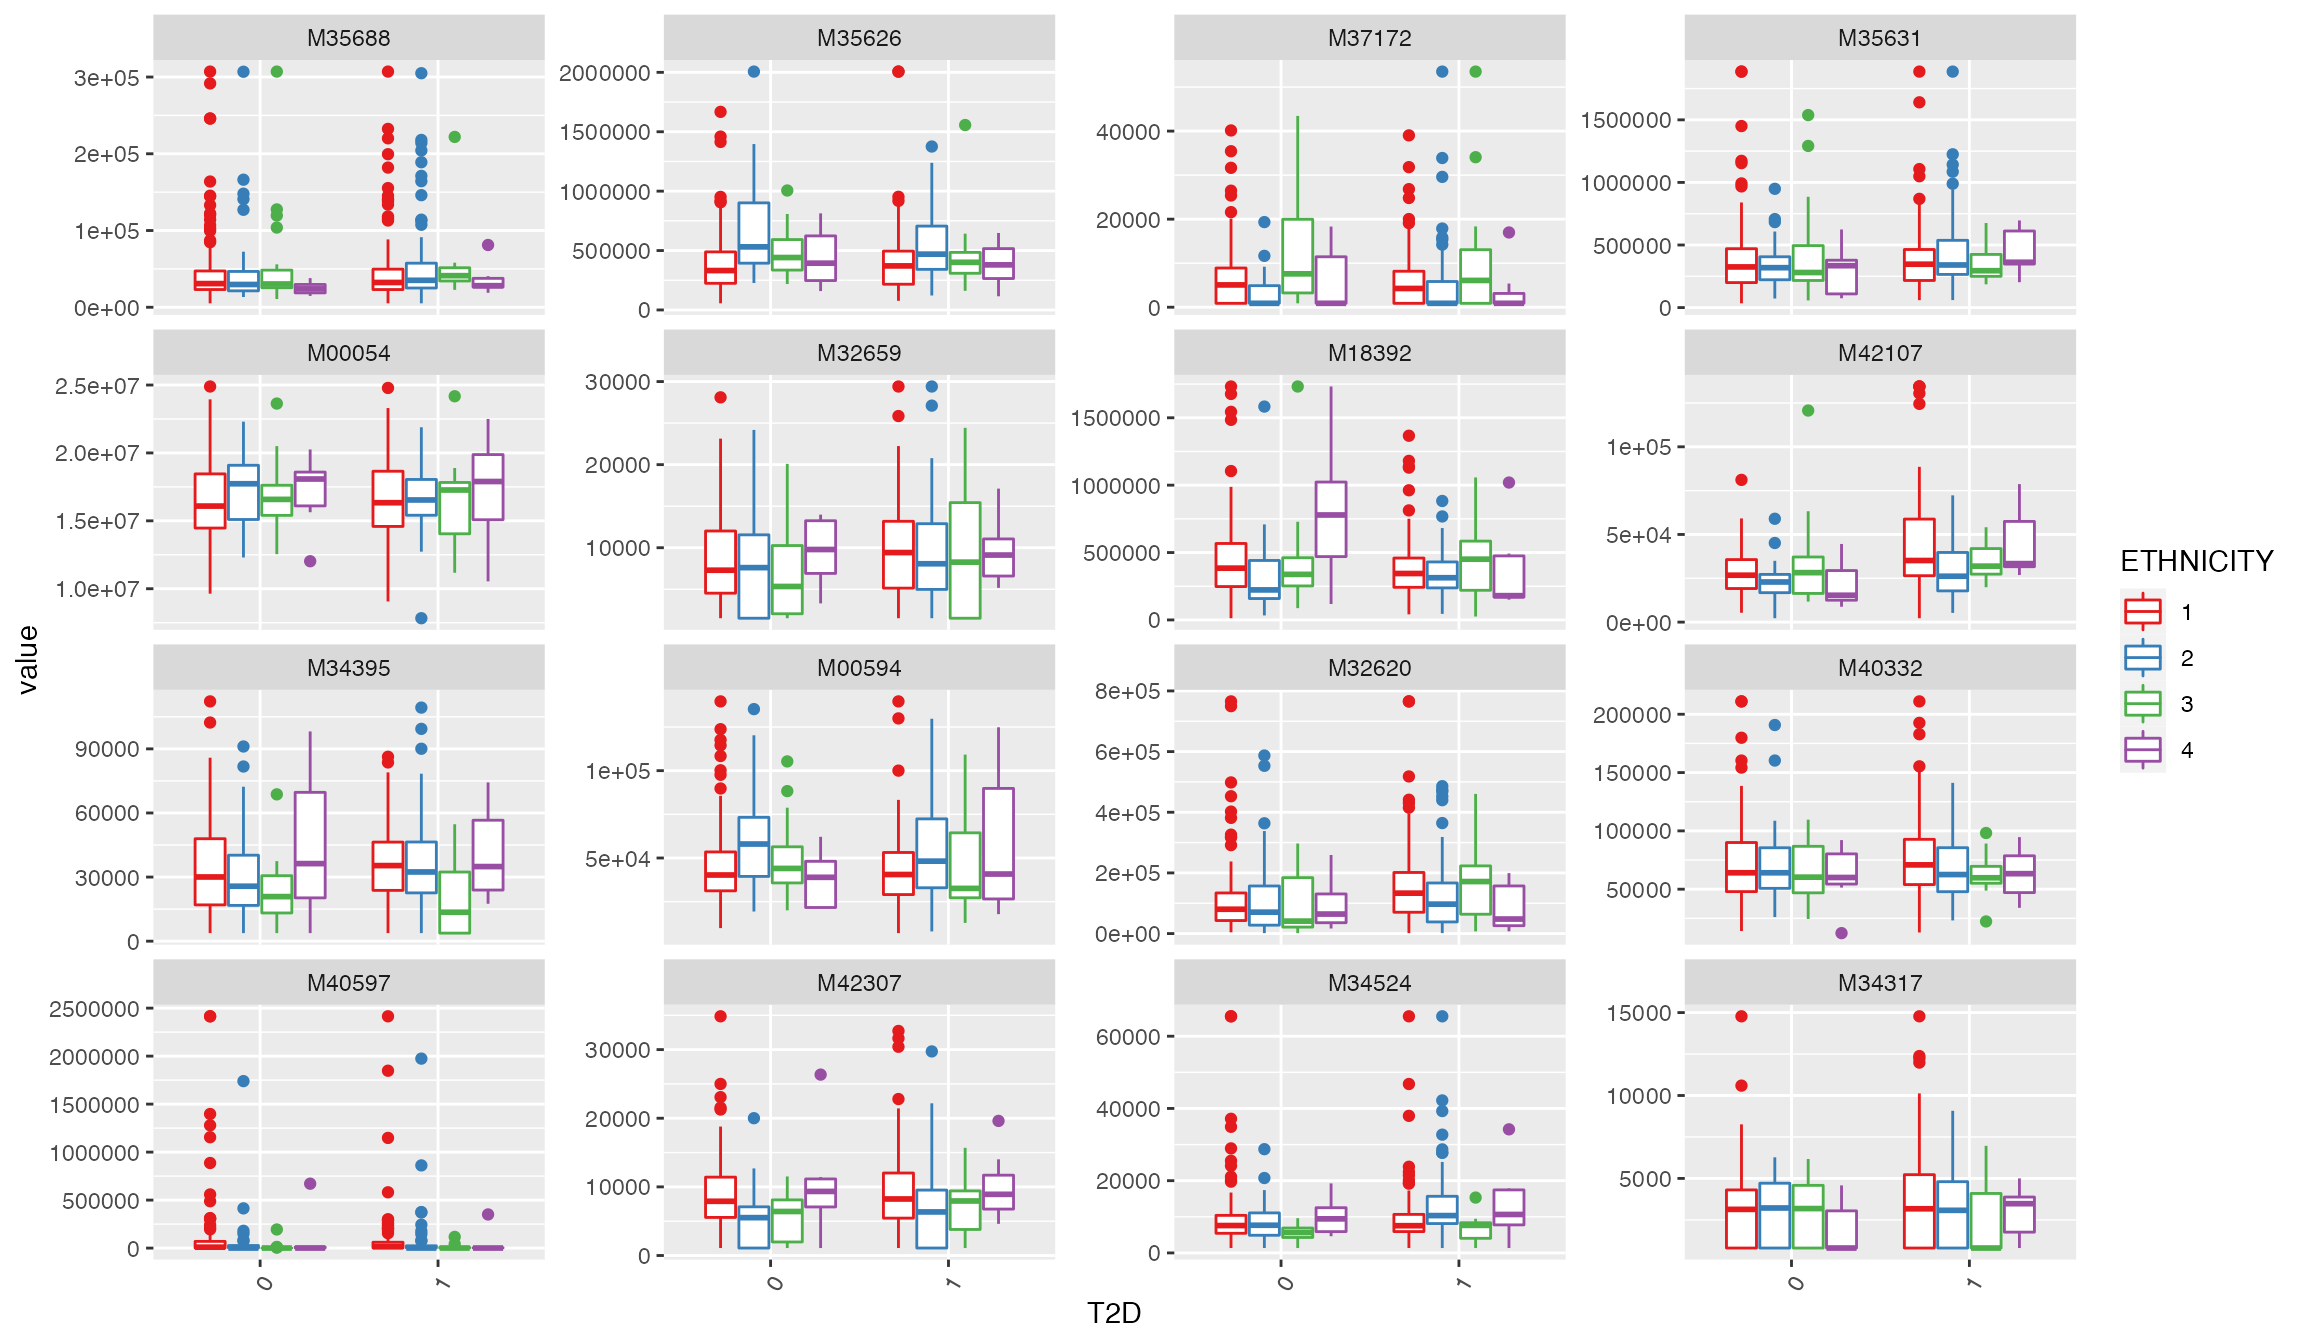 M35688
M35626
M37172
M35631
3e+05
2e+05
1e+05
0e+00
2000000
1500000
1000000
500000
0
40000
20000
0
1500000
1000000
500000
0
M00054
M32659
M18392
M42107
2.5e+07
2.0e+07
1.5e+07
1.0e+07
30000
20000
10000
1500000
1000000
500000
0
1e+05
5e+04
0e+00
M34395
M00594
M32620
M40332
90000
60000
30000
0
1e+05
5e+04
8e+05
6e+05
4e+05
2e+05
0e+00
200000
150000
100000
50000
M40597
M42307
M34524
M34317
2500000
2000000
1500000
1000000
500000
0
30000
20000
10000
0
60000
40000
20000
0
15000
10000
5000
0
1
0
1
0
1
0
1
T2D
value
ETHNICITY
1
2
3
4